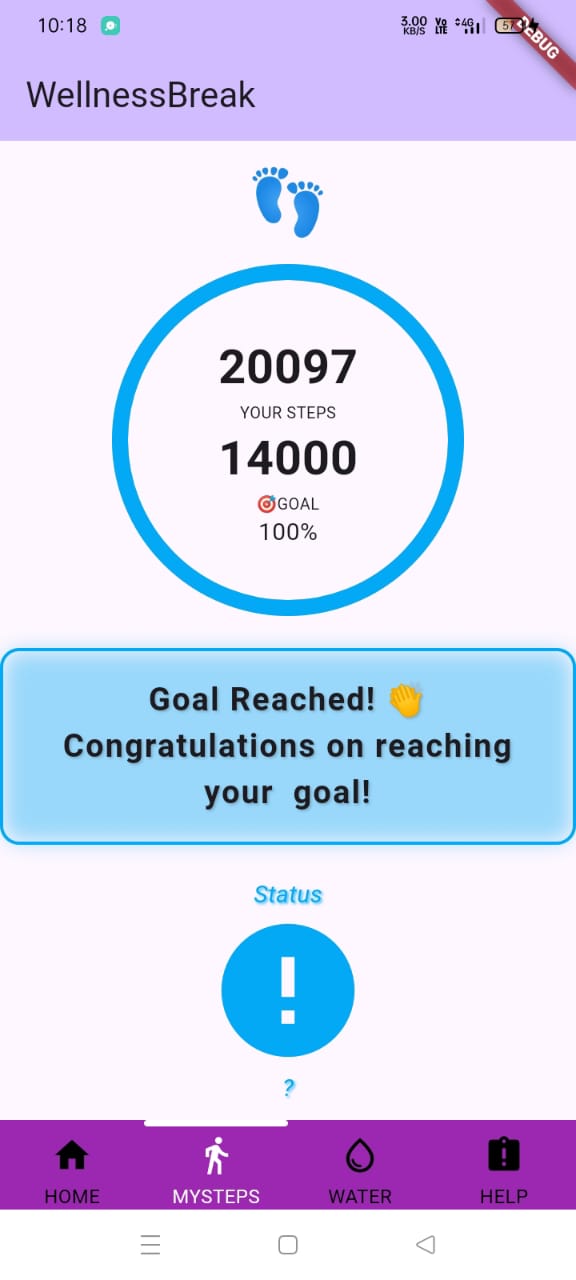 10:18
3.00
KB/S
Vo
LTE
4G
57
DEBUG
WellnessBreak
20097
YOUR STEPS
14000
🎯GOAL
100%
Goal Reached! 👏
Congratulations on reaching
your goal!
Status
!
?
HOME
MYSTEPS
WATER
HELP